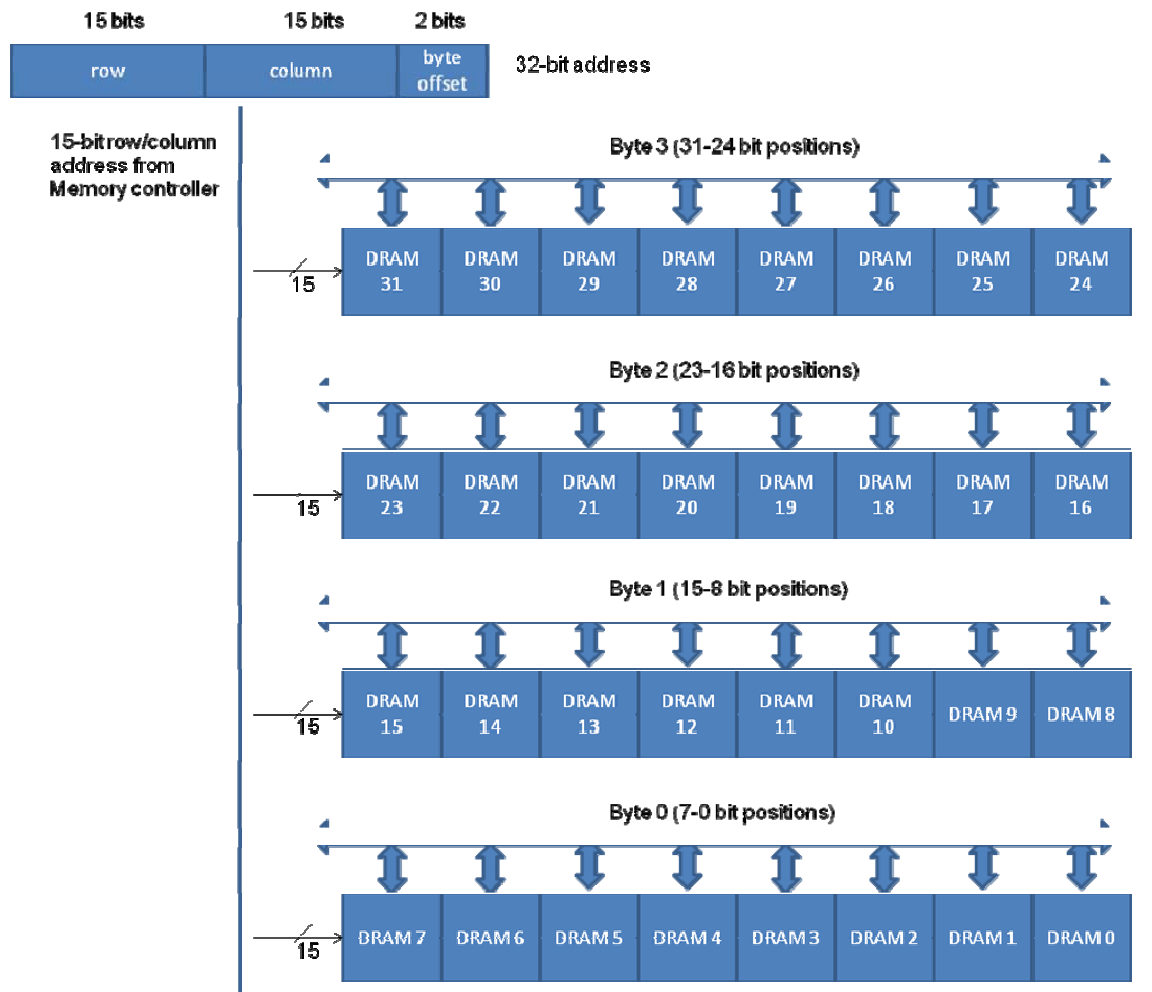 15 bits 15 bits 2 bits
row column byte
offset
32-bit address
15-bit row/column
address from
Memory controller
Byte 3 (31-24 bit positions)
15
DRAM DRAM DRAM DRAM DRAM DRAM DRAM DRAM
31 30 29 28 27 26 25 24
Byte 2 (23-16 bit positions)
15
DRAM DRAM DRAM DRAM DRAM DRAM DRAM DRAM
23 22 21 20 19 18 17 16
Byte 1 (15-8 bit positions)
15
DRAM DRAM DRAM DRAM DRAM DRAM DRAM 9 DRAM 8
15 14 13 12 11 10
Byte 0 (7-0 bit positions)
15
DRAM 7 DRAM 6 DRAM 5 DRAM 4 DRAM 3 DRAM 2 DRAM 1 DRAM 0